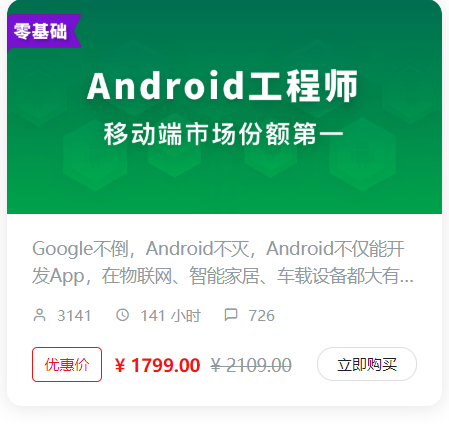 零基础
Android工程师
移动端市场份额第一
Google不倒，Android不灭，Android不仅能开
发App，在物联网、智能家居、车载设备都大有...
3141 141 小时 726
优惠价 ¥ 1799.00 ¥ 2109.00 立即购买